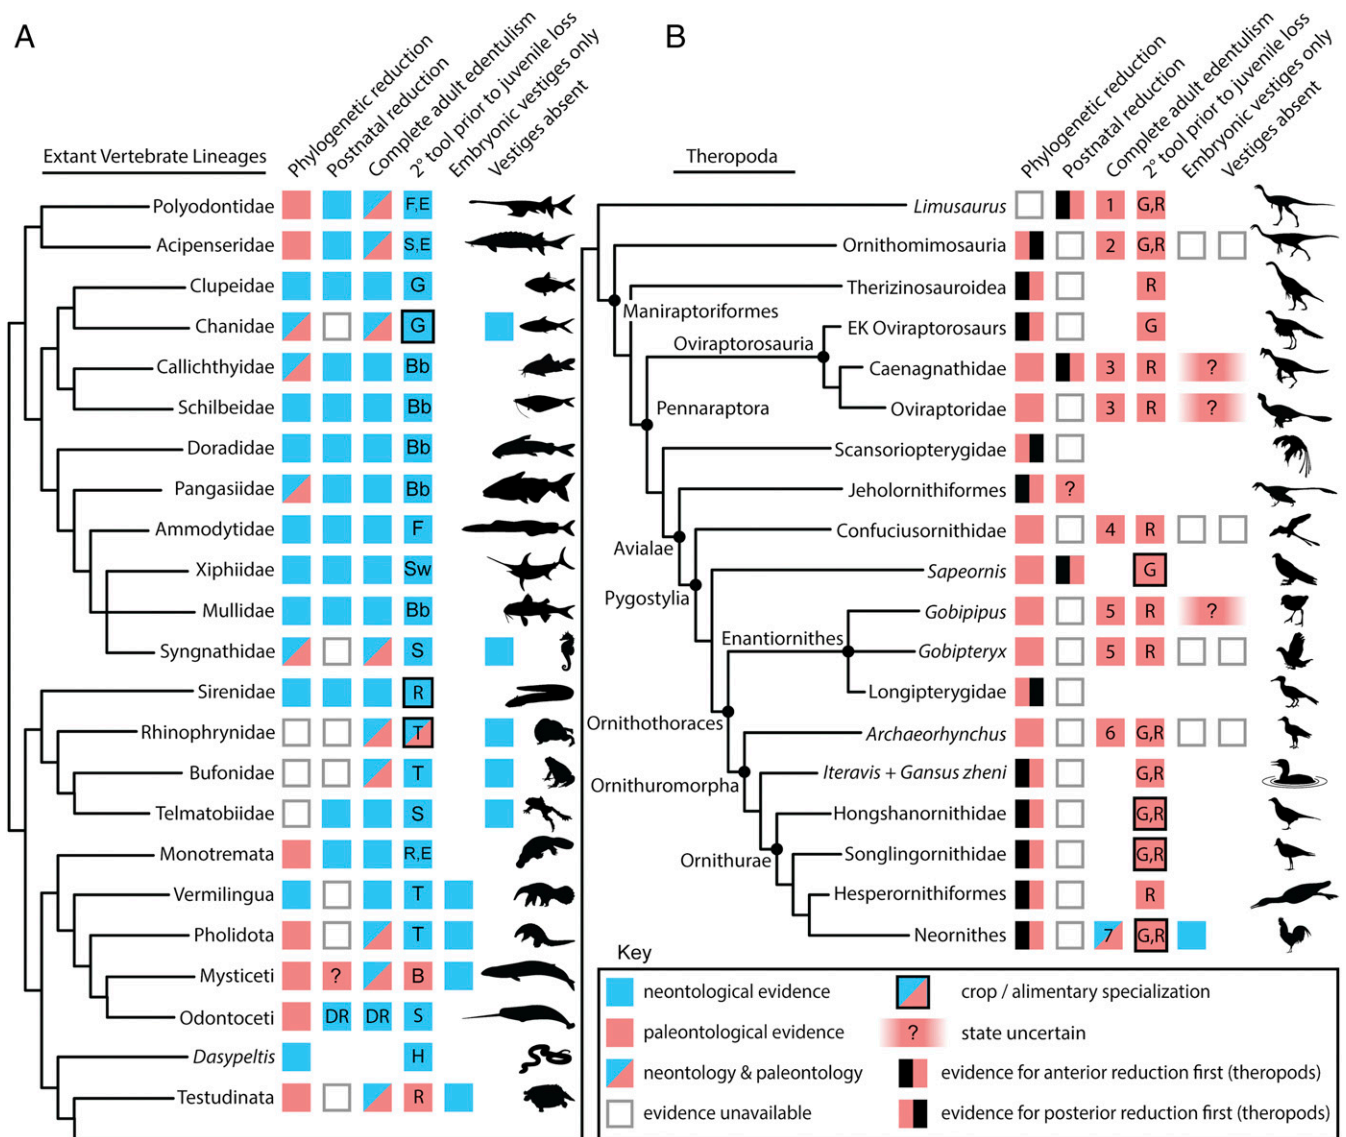 A
Phylogenetic reduction
Postnatal reduction
Complete adult edentulism
2° tool prior to juvenile loss
Embryonic vestiges only
Vestiges absent
Extant Vertebrate Lineages
Polyodontidae F,E
Acipenseridae S,E
Clupeidae G
Chanidae G
Callichthyidae Bb
Schilbeidae Bb
Doradidae Bb
Pangasiidae Bb
Ammodytidae F
Xiphiidae Sw
Mullidae Bb
Syngnathidae S
Sirenidae R
Rhinophrynidae T
Bufonidae T
Telmatobiidae S
Monotremata R,E
Vermilingua T
Pholidota T
Mysticeti ? B
Odontoceti DR DR S
Dasypeltis H
Testudinata R
B
Phylogenetic reduction
Postnatal reduction
Complete adult edentulism
2° tool prior to juvenile loss
Embryonic vestiges only
Vestiges absent
Theropoda
Limusaurus 1 G,R
Ornithomimosauria 2 G,R
Therizinosauroidea R
Maniraptoriformes
EK Oviraptorosaurs G
Oviraptorosauria
Caenagnathidae 3 R ?
Oviraptoridae 3 R ?
Pennaraptora
Scansoriopterygidae
Jeholornithiformes ?
Confuciusornithidae 4 R
Avialae
Sapeornis G
Pygostylia
Gobipipus 5 R ?
Enantiornithes
Gobipteryx 5 R
Longipterygidae
Ornithothoraces
Archaeorhynchus 6 G,R
Iteravis + Gansus zheni G,R
Ornithuromorpha
Hongshanornithidae G,R
Songlingornithidae G,R
Ornithurae
Hesperornithiformes R
Neornithes 7 G,R
Key
neontological evidence
paleontological evidence
neontology & paleontology
evidence unavailable
crop / alimentary specialization
? state uncertain
evidence for anterior reduction first (theropods)
evidence for posterior reduction first (theropods)